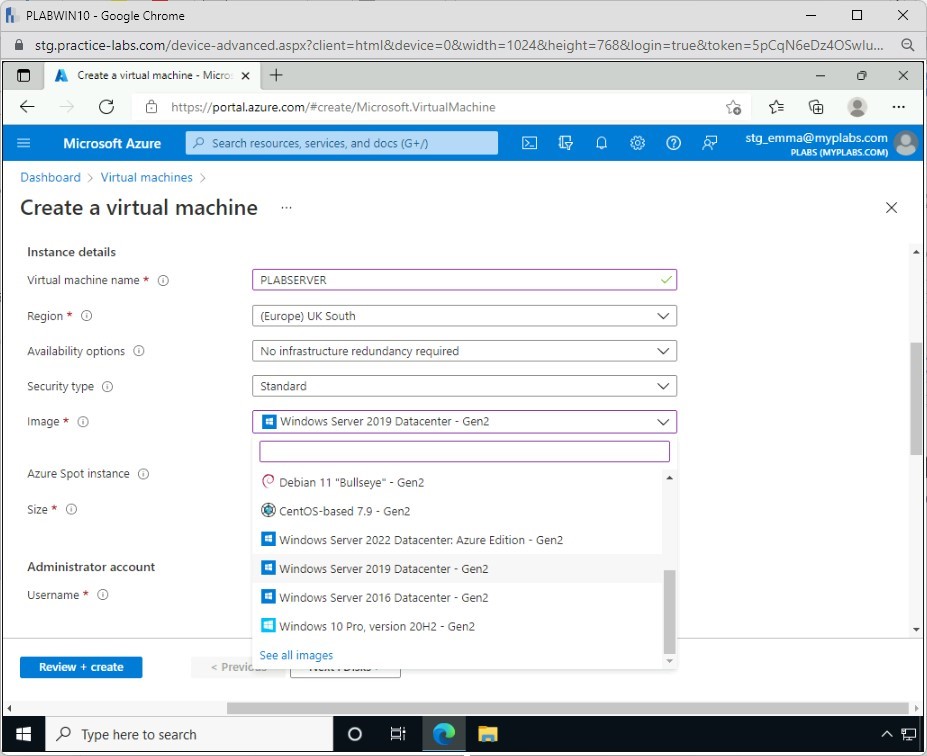 PLABWIN10 - Google Chrome
stg.practice-labs.com/device-advanced.aspx?client=html&device=0&width=1024&height=768&login=true&token=5pCqN6eDz4OSwlu...
Create a virtual machine - Micros
https://portal.azure.com/#create/Microsoft.VirtualMachine
Microsoft Azure
Search resources, services, and docs (G+/)
stg_emma@myplabs.com
PLABS (MYPLABS.COM)
Dashboard > Virtual machines >
Create a virtual machine ...
Instance details
Virtual machine name *
PLABSERVER
Region *
(Europe) UK South
Availability options
No infrastructure redundancy required
Security type
Standard
Image *
Windows Server 2019 Datacenter - Gen2
Azure Spot instance
Debian 11 "Bullseye" - Gen2
Size *
CentOS-based 7.9 - Gen2
Windows Server 2022 Datacenter: Azure Edition - Gen2
Administrator account
Windows Server 2019 Datacenter - Gen2
Username *
Windows Server 2016 Datacenter - Gen2
Windows 10 Pro, version 20H2 - Gen2
See all images
Review + create
< Previous
Type here to search